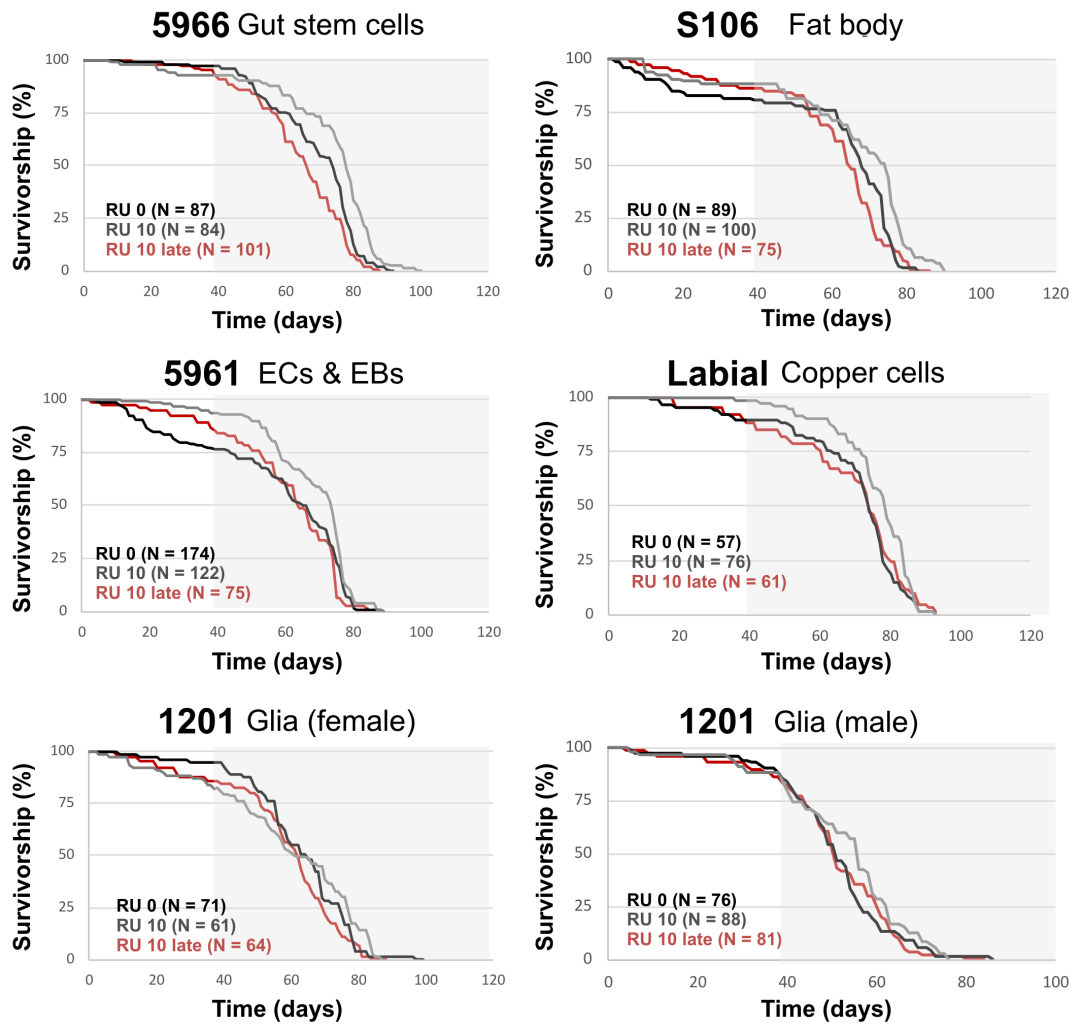 5966 Gut stem cells
Survivorship (%)
100
75
50
25
0
RU 0 (N = 87)
RU 10 (N = 84)
RU 10 late (N = 101)
0 20 40 60 80 100 120
Time (days)
S106 Fat body
Survivorship (%)
100
75
50
25
0
RU 0 (N = 89)
RU 10 (N = 100)
RU 10 late (N = 75)
0 20 40 60 80 100 120
Time (days)
5961 ECs & EBs
Survivorship (%)
100
75
50
25
0
RU 0 (N = 174)
RU 10 (N = 122)
RU 10 late (N = 75)
0 20 40 60 80 100 120
Time (days)
Labial Copper cells
Survivorship (%)
100
75
50
25
0
RU 0 (N = 57)
RU 10 (N = 76)
RU 10 late (N = 61)
0 20 40 60 80 100 120
Time (days)
1201 Glia (female)
Survivorship (%)
100
75
50
25
0
RU 0 (N = 71)
RU 10 (N = 61)
RU 10 late (N = 64)
0 20 40 60 80 100 120
Time (days)
1201 Glia (male)
Survivorship (%)
100
75
50
25
0
RU 0 (N = 76)
RU 10 (N = 88)
RU 10 late (N = 81)
0 20 40 60 80 100
Time (days)